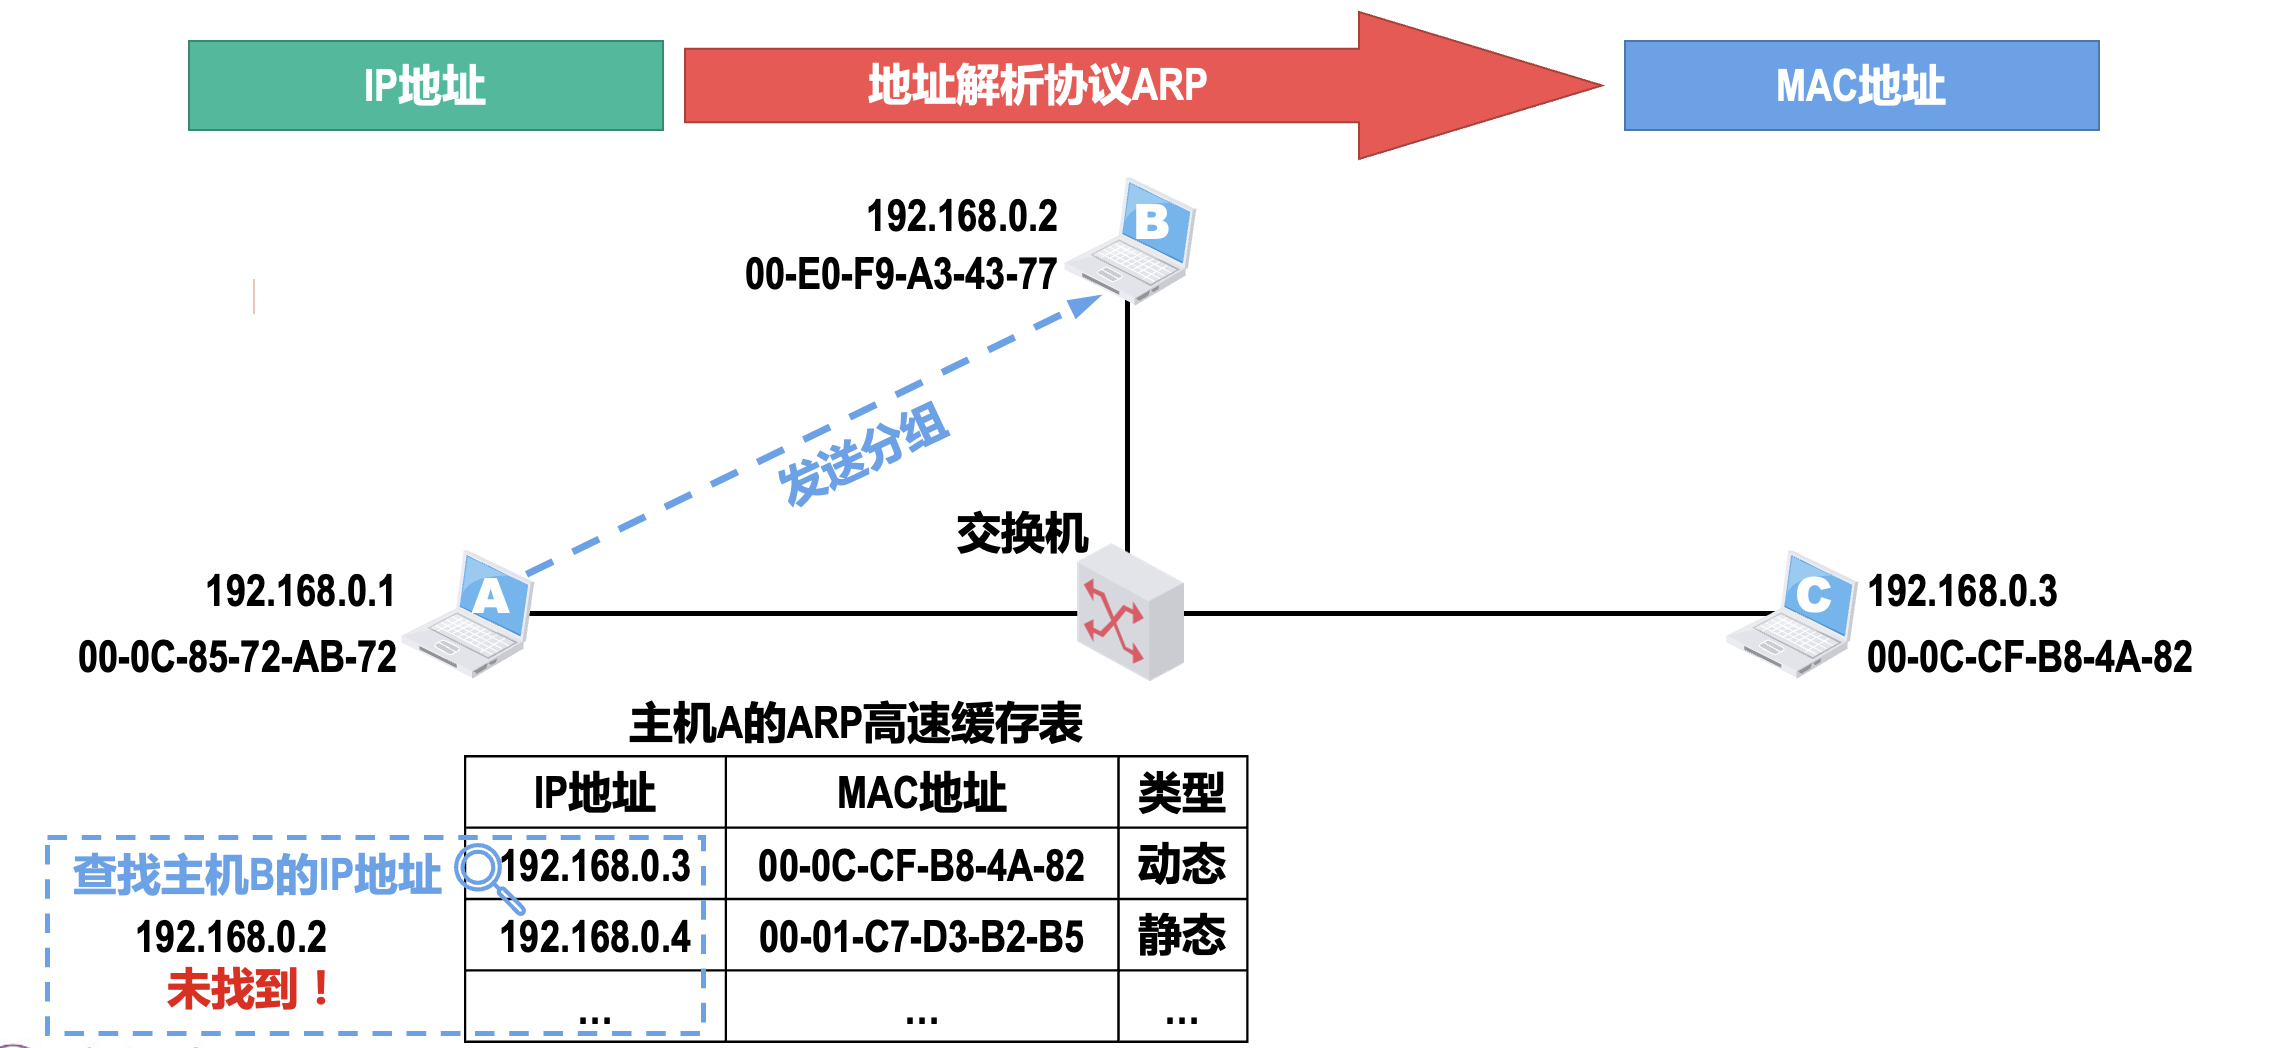 IP地址
地址解析协议ARP
MAC地址
192.168.0.2
00-E0-F9-A3-43-77
B
发送分组
交换机
192.168.0.1
00-0C-85-72-AB-72
A
C
192.168.0.3
00-0C-CF-B8-4A-82
主机A的ARP高速缓存表
IP地址 MAC地址 类型
192.168.0.3 00-0C-CF-B8-4A-82 动态
192.168.0.4 00-01-C7-D3-B2-B5 静态
... ... ...
查找主机B的IP地址
192.168.0.2
未找到！